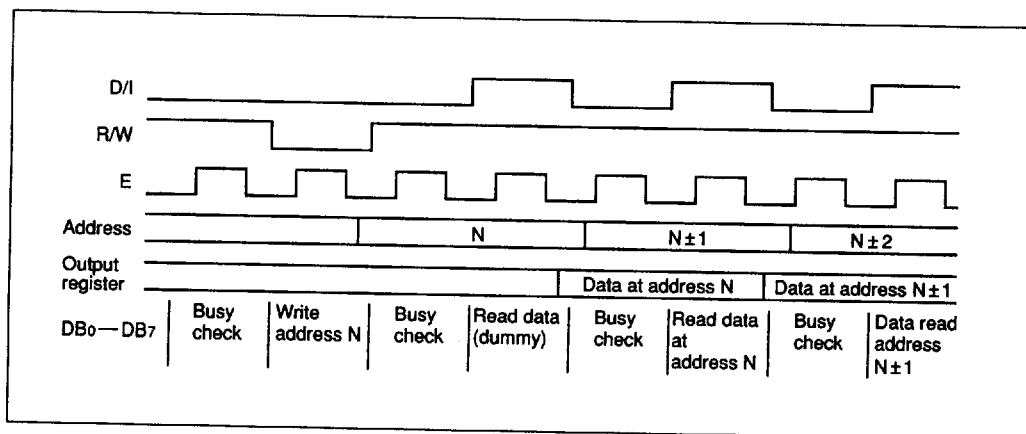 D/I
R/W
E
Address N N±1 N±2
Output
register Data at address N Data at address N±1
DB₀—DB₇ Busy Write Busy Read data Busy Read data Busy Data read
check address N check (dummy) check at check address
address N N±1